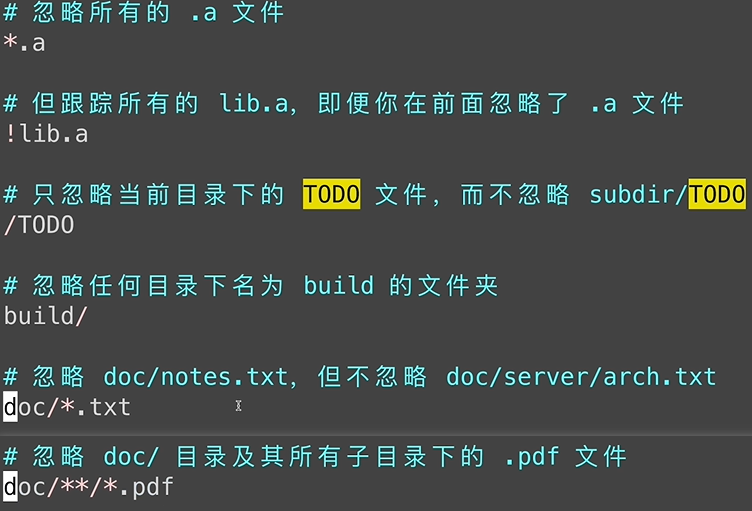 # 忽略所有的 .a 文件
*.a
# 但跟踪所有的 lib.a, 即便你在前面忽略了 .a 文件
!lib.a
# 只忽略当前目录下的 TODO 文件, 而不忽略 subdir/TODO
/TODO
# 忽略任何目录下名为 build 的文件夹
build/
# 忽略 doc/notes.txt, 但不忽略 doc/server/arch.txt
doc/*.txt
# 忽略 doc/ 目录及其所有子目录下的 .pdf 文件
doc/**/*.pdf